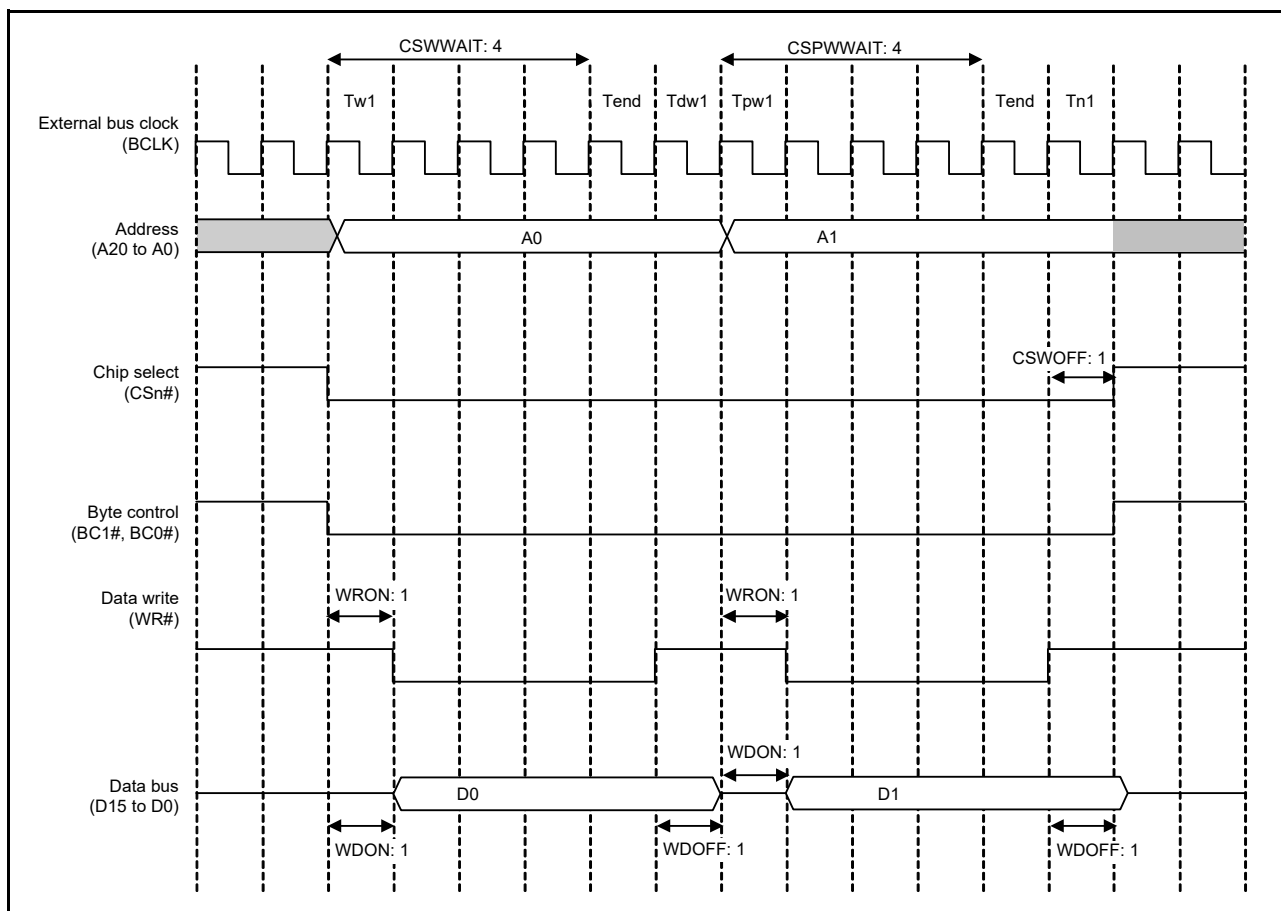 CSWWAIT: 4 CSPWWAIT: 4
Tw1 Tend Tdw1 Tpw1 Tend Tn1
External bus clock
(BCLK)
Address
(A20 to A0)
A0 A1
CSWOFF: 1
Chip select
(CSn#)
Byte control
(BC1#, BC0#)
Data write
(WR#)
WRON: 1 WRON: 1
WDON: 1
Data bus
(D15 to D0)
D0 D1
WDON: 1 WDOFF: 1 WDOFF: 1